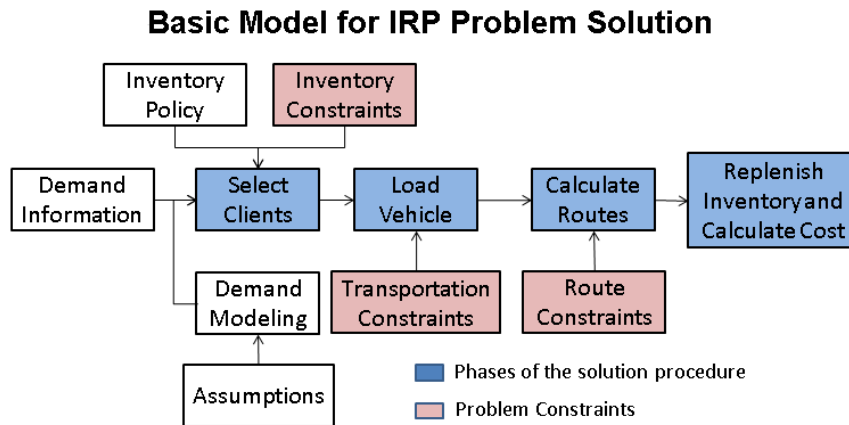 Basic Model for IRP Problem Solution
Inventory
Policy
Inventory
Constraints
Demand
Information
Select
Clients
Load
Vehicle
Calculate
Routes
Replenish
Inventory and
Calculate Cost
Demand
Modeling
Transportation
Constraints
Route
Constraints
Assumptions
Phases of the solution procedure
Problem Constraints